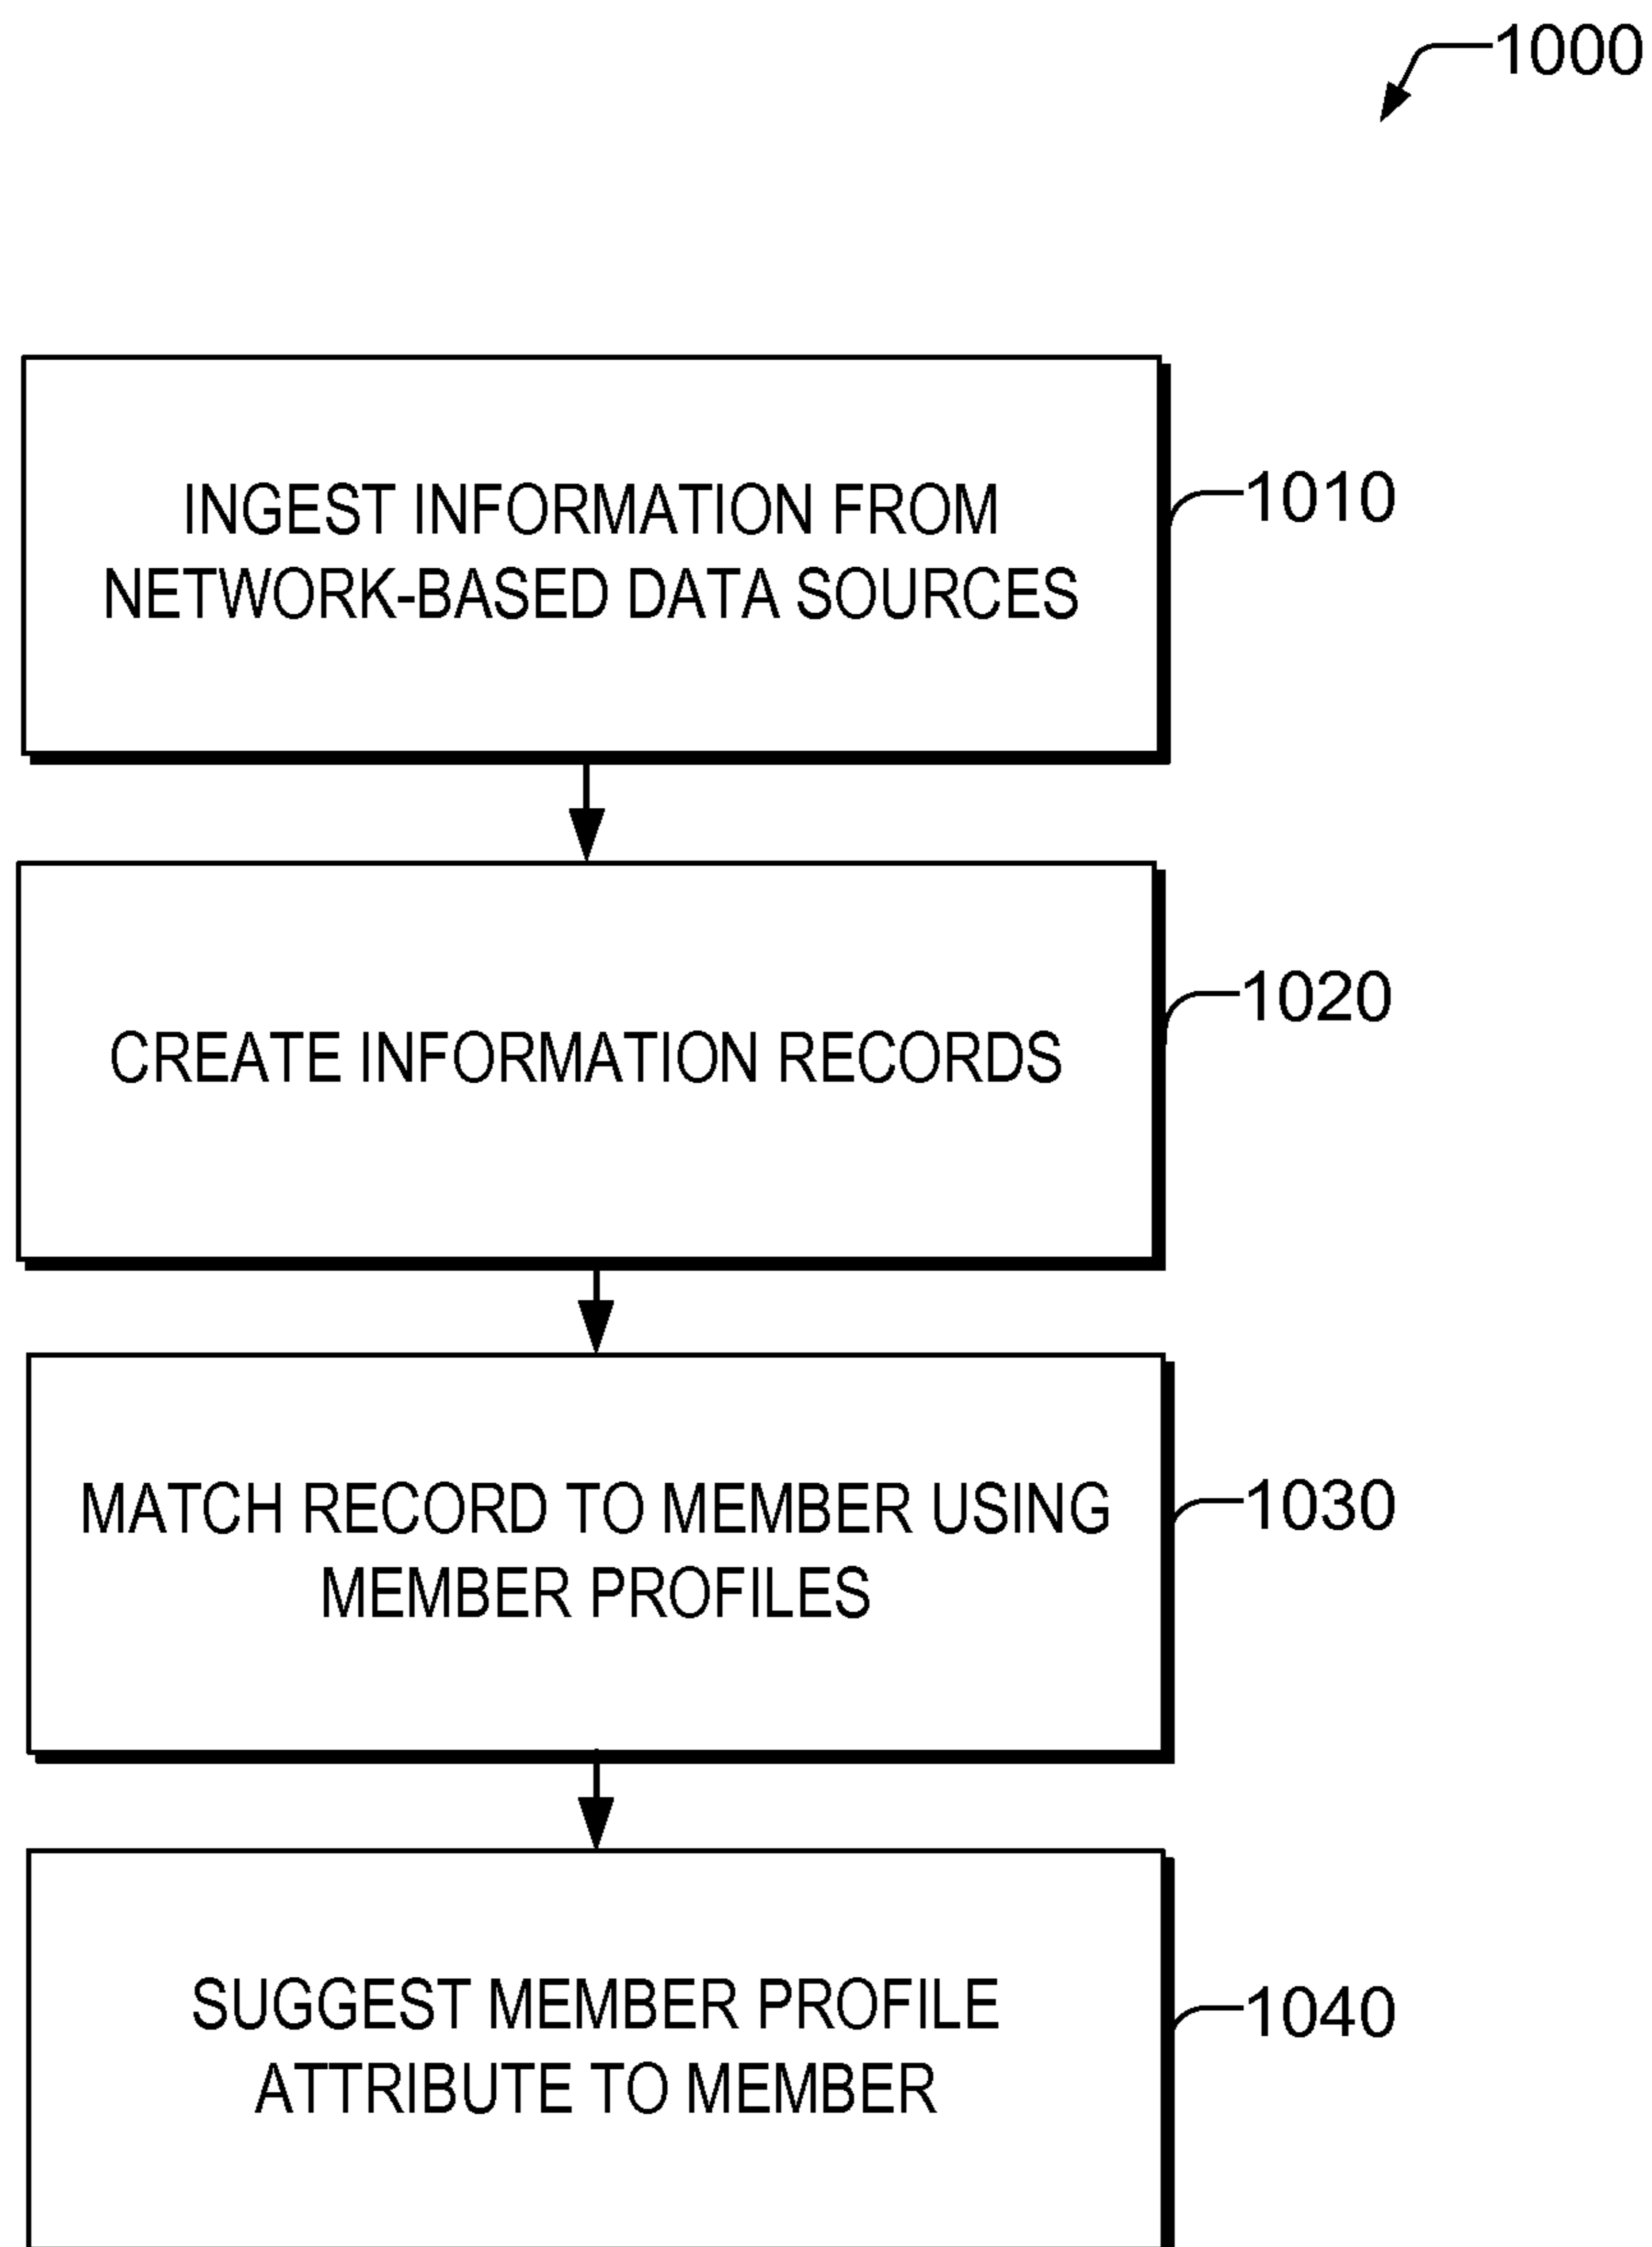 1000
INGEST INFORMATION FROM
NETWORK-BASED DATA SOURCES
1010
CREATE INFORMATION RECORDS
1020
MATCH RECORD TO MEMBER USING
MEMBER PROFILES
1030
SUGGEST MEMBER PROFILE
ATTRIBUTE TO MEMBER
1040